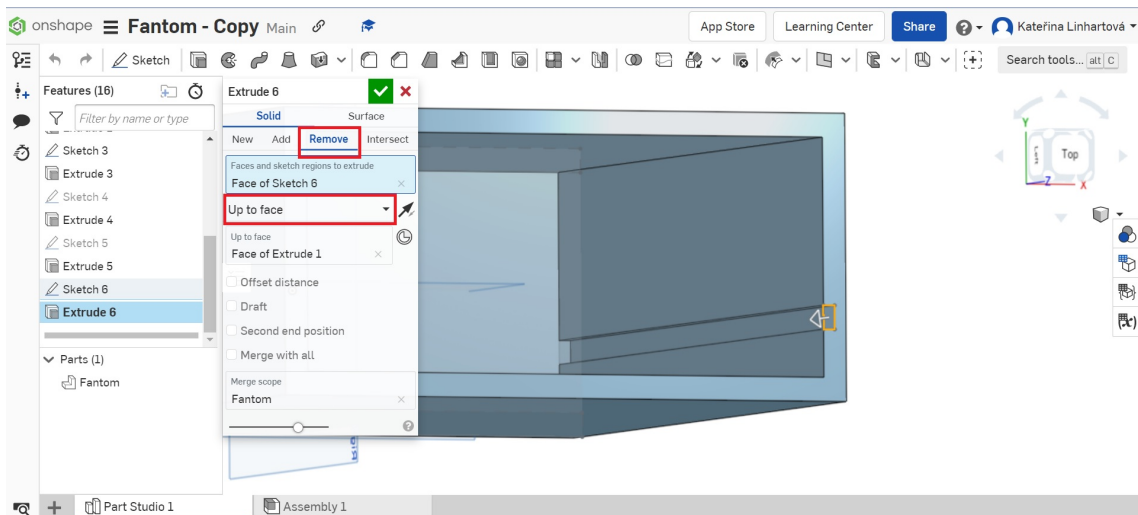 onshape Fantom - Copy Main App Store Learning Center Share Kateřina Linhartová
Sketch Search tools... alt C
Features (16)
Filter by name or type
Sketch 3
Extrude 3
Sketch 4
Extrude 4
Sketch 5
Extrude 5
Sketch 6
Extrude 6
Parts (1)
Fantom
Extrude 6
Solid Surface
New Add Remove Intersect
Faces and sketch regions to extrude
Face of Sketch 6
Up to face
Up to face
Face of Extrude 1
Offset distance
Draft
Second end position
Merge with all
Merge scope
Fantom
Y
Left Top
Z X
(x)
Part Studio 1 Assembly 1